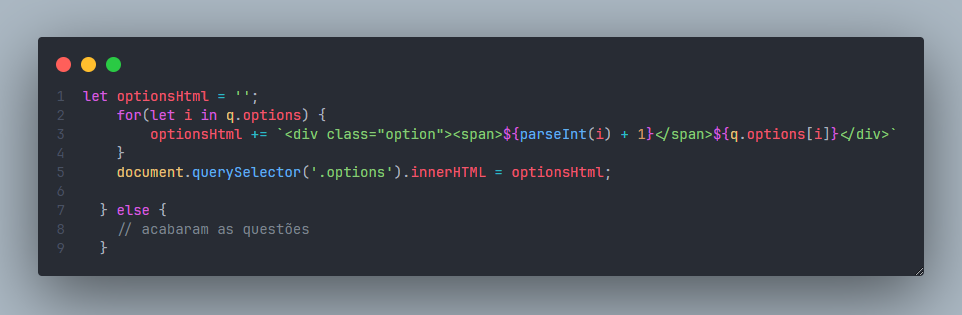 1 let optionsHtml = '';
2 for(let i in q.options) {
3 optionsHtml += `<div class="option"><span>${parseInt(i) + 1}</span>${q.options[i]}</div>`
4 }
5 document.querySelector('.options').innerHTML = optionsHtml;
6
7 } else {
8 // acabaram as questões
9 }